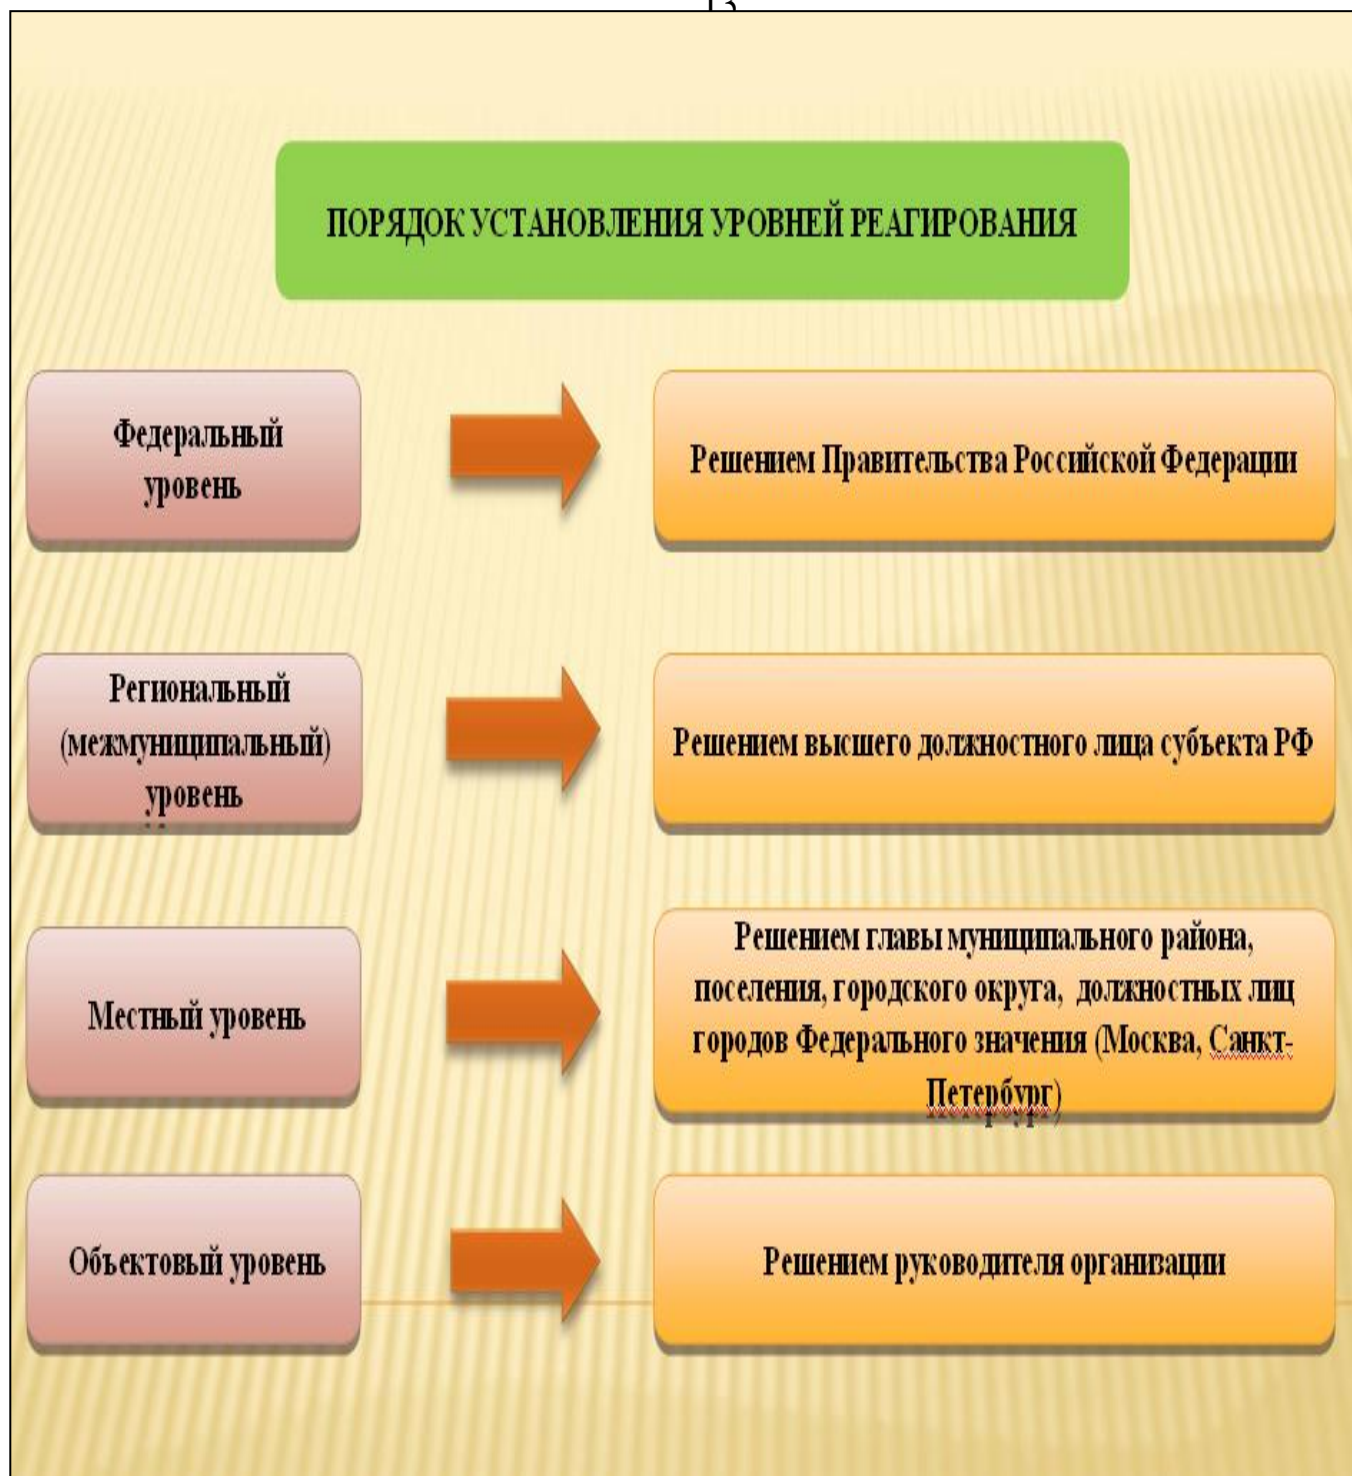 13
ПОРЯДОК УСТАНОВЛЕНИЯ УРОВНЕЙ РЕАГИРОВАНИЯ
Федеральный
уровень
Решением Правительства Российской Федерации
Региональный
(межмуниципальный)
уровень
Решением высшего должностного лица субъекта РФ
Местный уровень
Решением главы муниципального района,
поселения, городского округа, должностных лиц
городов Федерального значения (Москва, Санкт-
Петербург)
Объектовый уровень
Решением руководителя организации